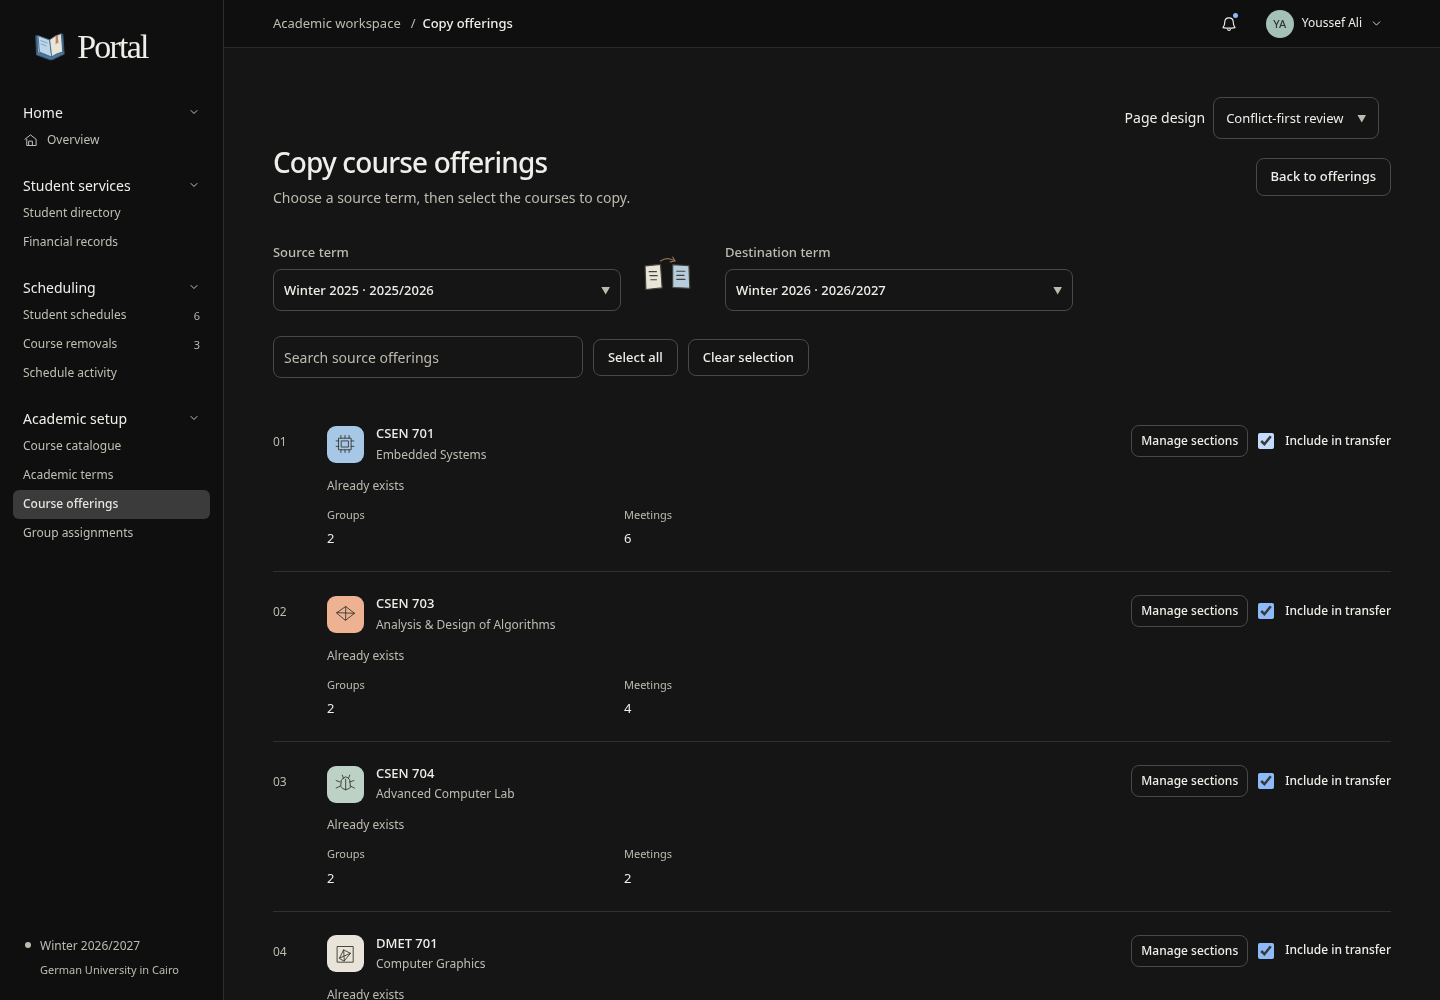 Portal
Home
Overview
Student services
Student directory
Financial records
Scheduling
Student schedules 6
Course removals 3
Schedule activity
Academic setup
Course catalogue
Academic terms
Course offerings
Group assignments
Winter 2026/2027
German University in Cairo
Academic workspace / Copy offerings
YA Youssef Ali
Page design Conflict-first review
Copy course offerings
Choose a source term, then select the courses to copy.
Back to offerings
Source term
Winter 2025 · 2025/2026
Destination term
Winter 2026 · 2026/2027
Search source offerings Select all Clear selection
01 CSEN 701 Manage sections Include in transfer
Embedded Systems
Already exists
Groups Meetings
2 6
02 CSEN 703 Manage sections Include in transfer
Analysis & Design of Algorithms
Already exists
Groups Meetings
2 4
03 CSEN 704 Manage sections Include in transfer
Advanced Computer Lab
Already exists
Groups Meetings
2 2
04 DMET 701 Manage sections Include in transfer
Computer Graphics
Already exists